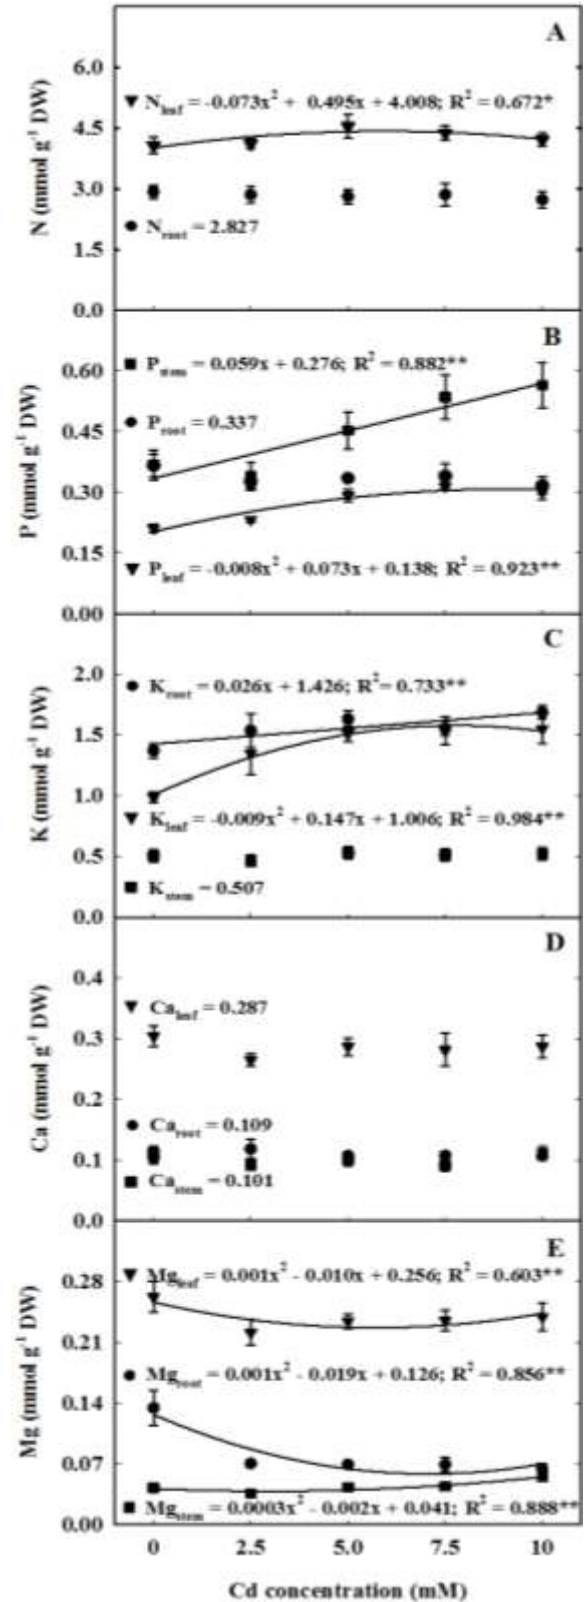 A
6.0
N_leaf = -0.073x² + 0.495x + 4.008; R² = 0.672*
4.5
3.0
N_root = 2.827
1.5
0.0
N (mmol g⁻¹ DW)
B
P_stem = 0.059x + 0.276; R² = 0.882**
0.60
P_root = 0.337
0.45
0.30
0.15
P_leaf = -0.008x² + 0.073x + 0.138; R² = 0.923**
0.00
P (mmol g⁻¹ DW)
C
2.0
K_root = 0.026x + 1.426; R²= 0.733**
1.5
1.0
K_leaf = -0.009x² + 0.147x + 1.006; R² = 0.984**
0.5
K_stem = 0.507
0.0
K (mmol g⁻¹ DW)
D
0.4
Ca_leaf = 0.287
0.3
0.2
Ca_root = 0.109
0.1
Ca_stem = 0.101
0.0
Ca (mmol g⁻¹ DW)
E
Mg_leaf = 0.001x² - 0.010x + 0.256; R² = 0.603**
0.28
0.21
Mg_root = 0.001x² - 0.019x + 0.126; R² = 0.856**
0.14
0.07
Mg_stem = 0.0003x² - 0.002x + 0.041; R² = 0.888**
0.00
Mg (mmol g⁻¹ DW)
0 2.5 5.0 7.5 10
Cd concentration (mM)